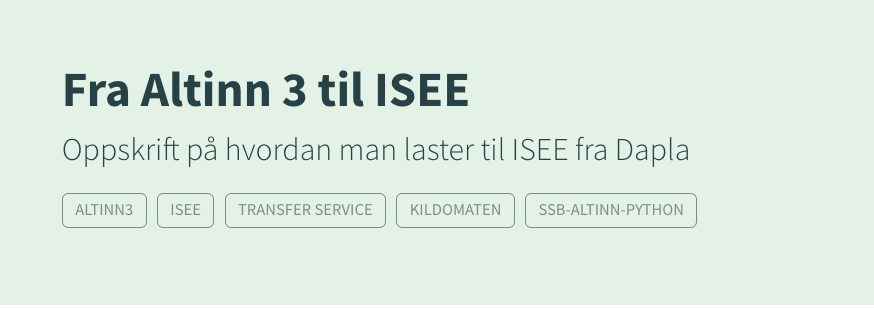 Fra Altinn 3 til ISEE
Oppskrift på hvordan man laster til ISEE fra Dapla
ALTINN3 ISEE TRANSFER SERVICE KILDOMATEN SSB-ALTINN-PYTHON